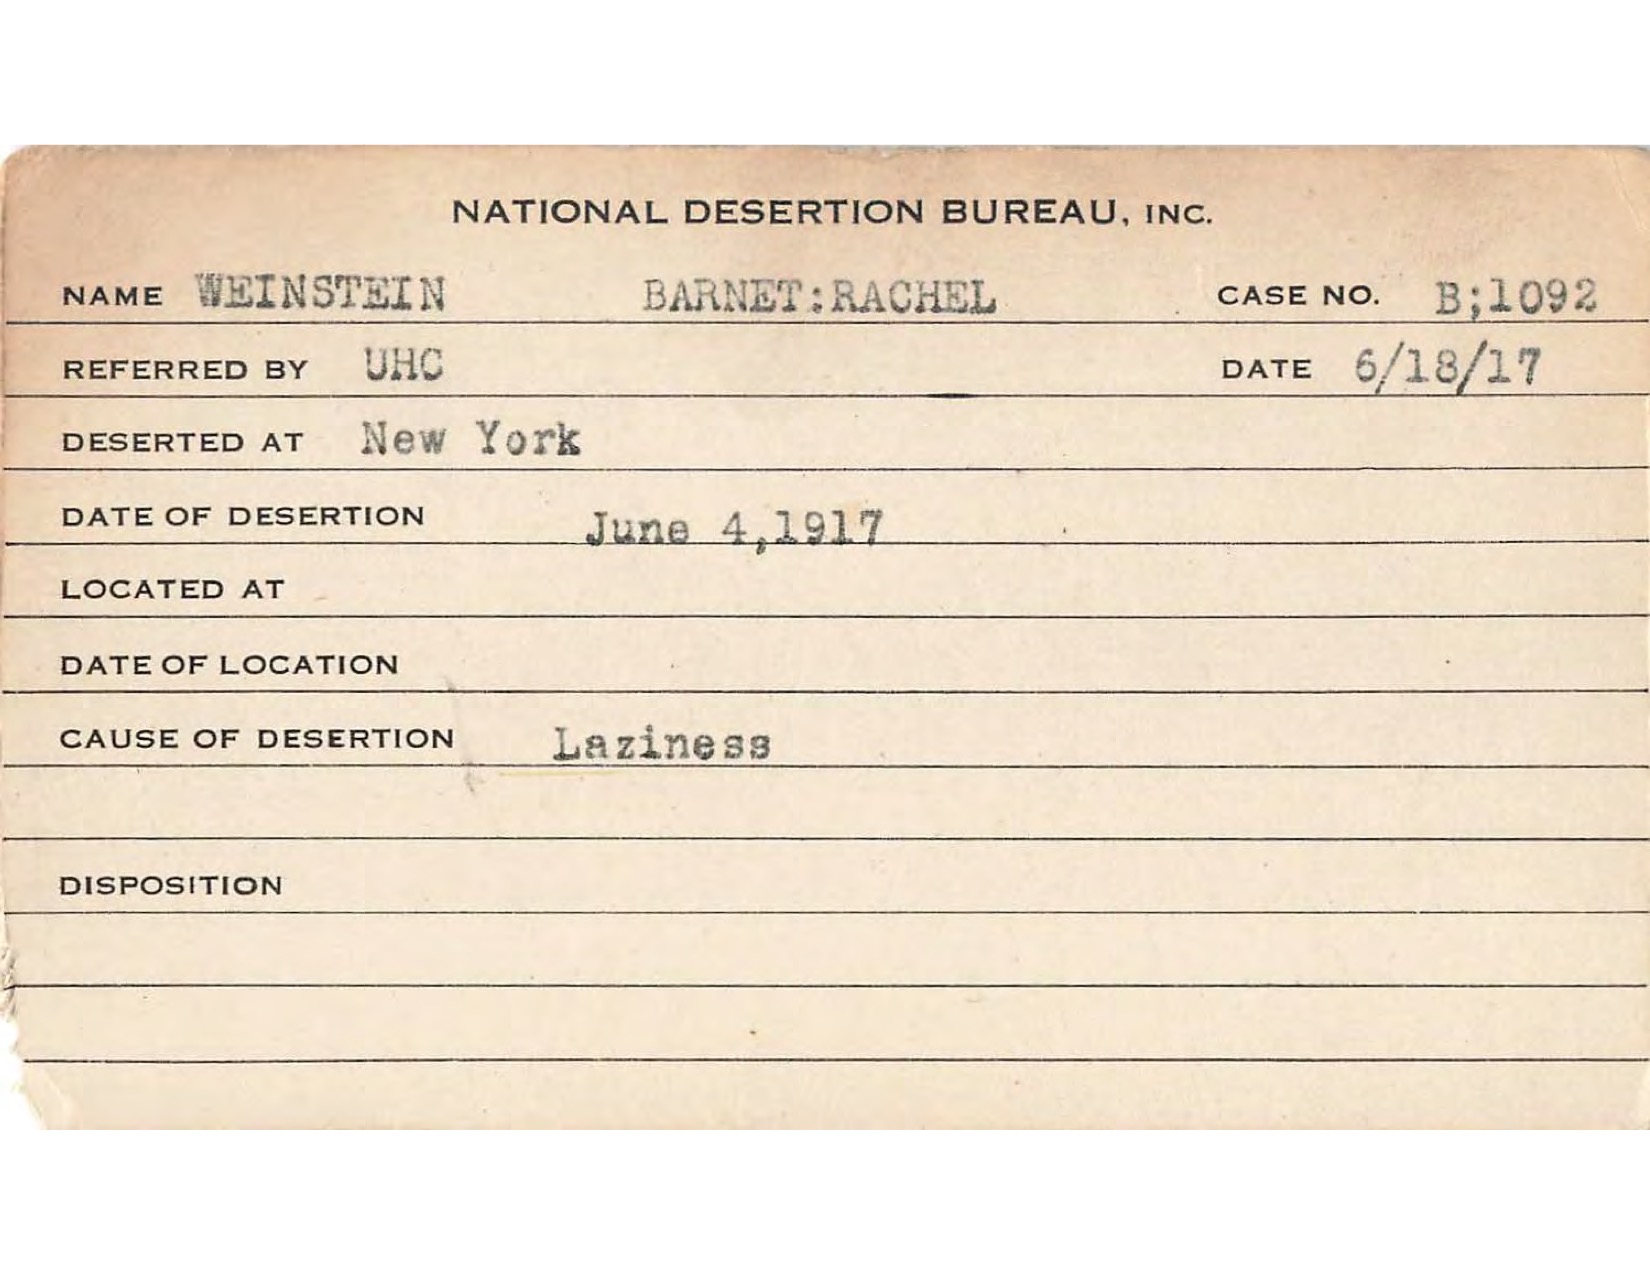 NATIONAL DESERTION BUREAU, INC.
NAME WEINSTEIN BARNET:RACHEL CASE NO. B;1092
REFERRED BY UHC DATE 6/18/17
DESERTED AT New York
DATE OF DESERTION June 4,1917
LOCATED AT
DATE OF LOCATION
CAUSE OF DESERTION Laziness
DISPOSITION